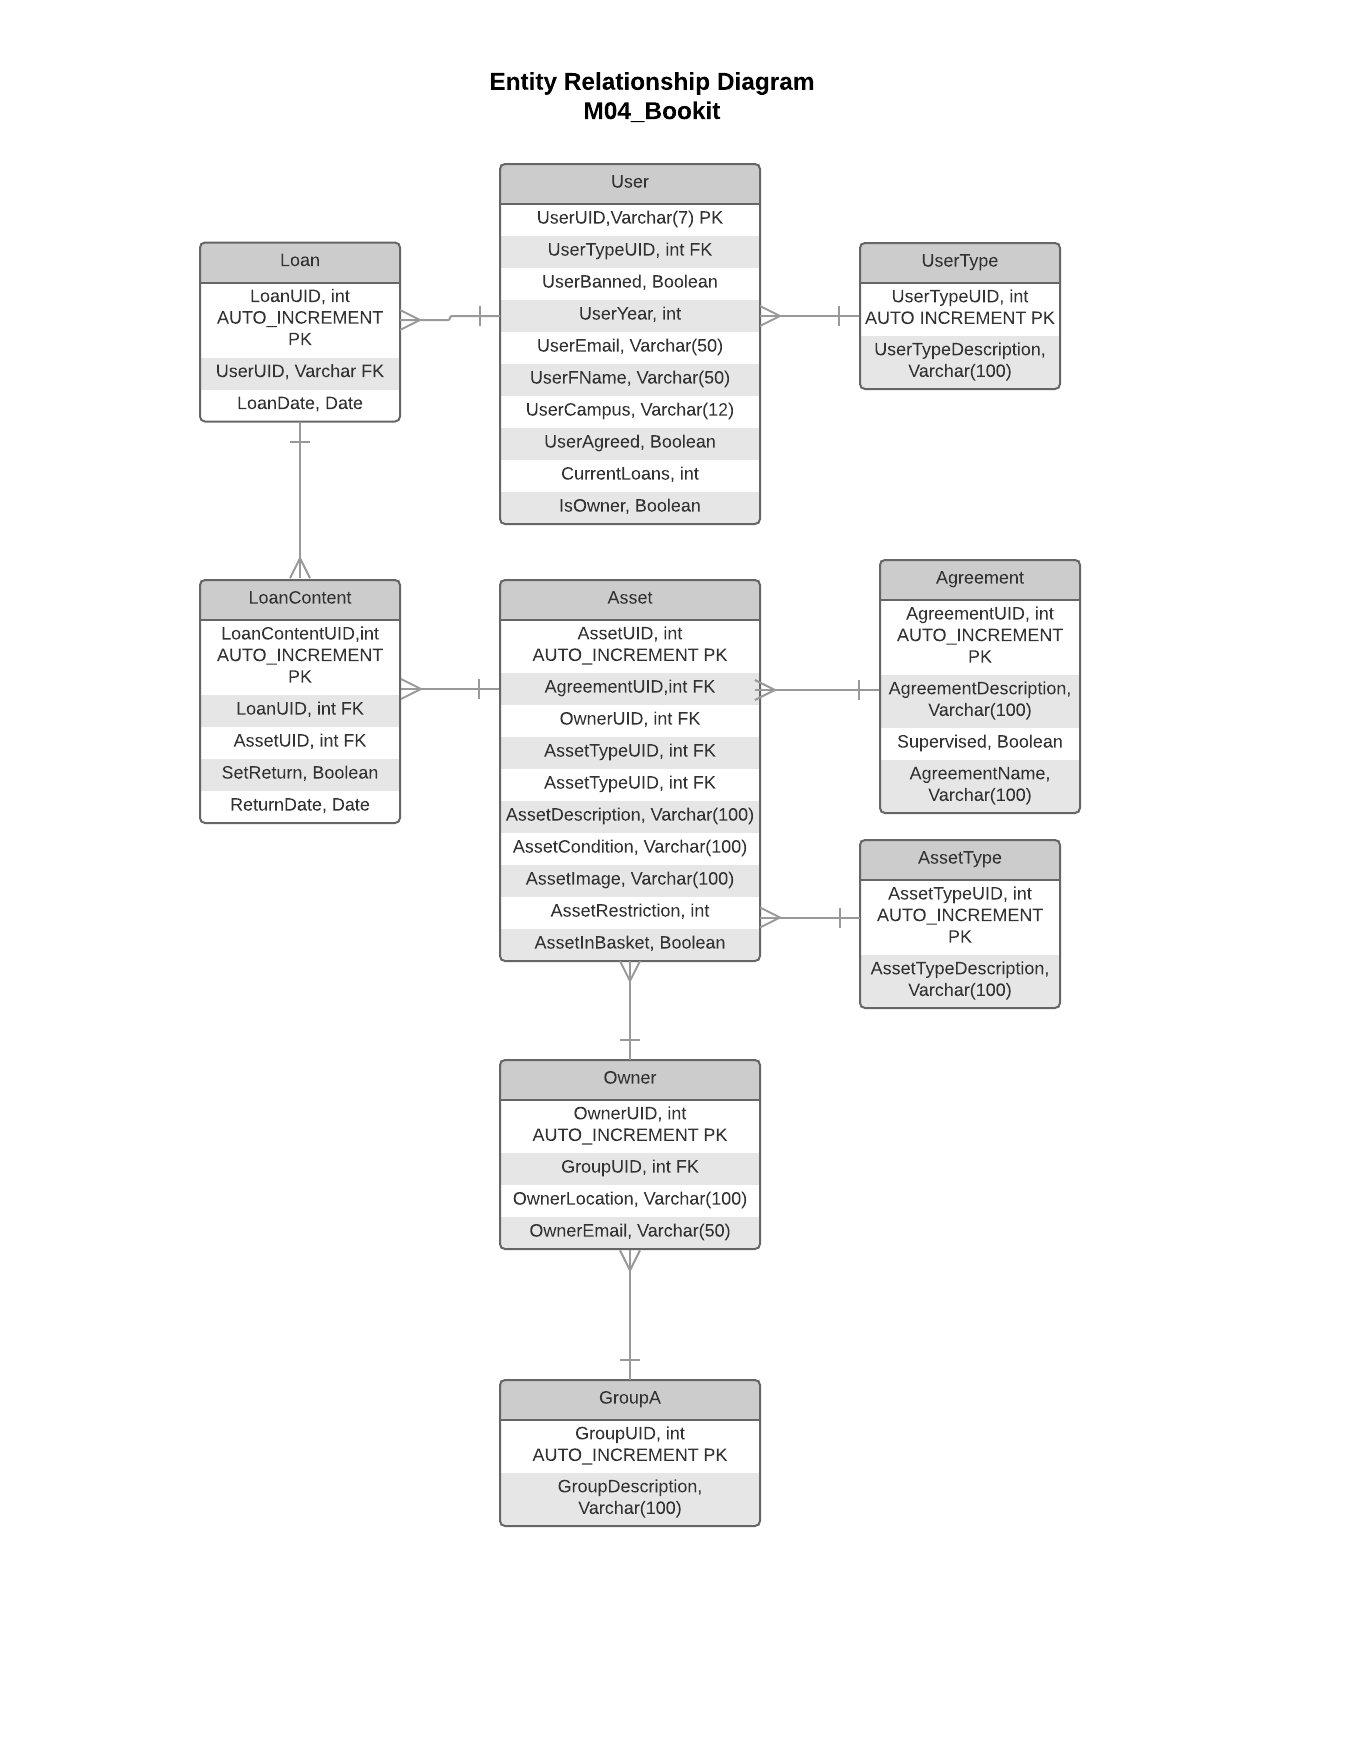 Entity Relationship Diagram
M04_Bookit
User
UserUID,Varchar(7) PK
UserTypeUID, int FK
UserBanned, Boolean
UserYear, int
UserEmail, Varchar(50)
UserFName, Varchar(50)
UserCampus, Varchar(12)
UserAgreed, Boolean
CurrentLoans, int
IsOwner, Boolean
Loan
LoanUID, int
AUTO_INCREMENT
PK
UserUID, Varchar FK
LoanDate, Date
UserType
UserTypeUID, int
AUTO INCREMENT PK
UserTypeDescription,
Varchar(100)
LoanContent
LoanContentUID,int
AUTO_INCREMENT
PK
LoanUID, int FK
AssetUID, int FK
SetReturn, Boolean
ReturnDate, Date
Asset
AssetUID, int
AUTO_INCREMENT PK
AgreementUID,int FK
OwnerUID, int FK
AssetTypeUID, int FK
AssetTypeUID, int FK
AssetDescription, Varchar(100)
AssetCondition, Varchar(100)
AssetImage, Varchar(100)
AssetRestriction, int
AssetInBasket, Boolean
Agreement
AgreementUID, int
AUTO_INCREMENT
PK
AgreementDescription,
Varchar(100)
Supervised, Boolean
AgreementName,
Varchar(100)
AssetType
AssetTypeUID, int
AUTO_INCREMENT
PK
AssetTypeDescription,
Varchar(100)
Owner
OwnerUID, int
AUTO_INCREMENT PK
GroupUID, int FK
OwnerLocation, Varchar(100)
OwnerEmail, Varchar(50)
GroupA
GroupUID, int
AUTO_INCREMENT PK
GroupDescription,
Varchar(100)